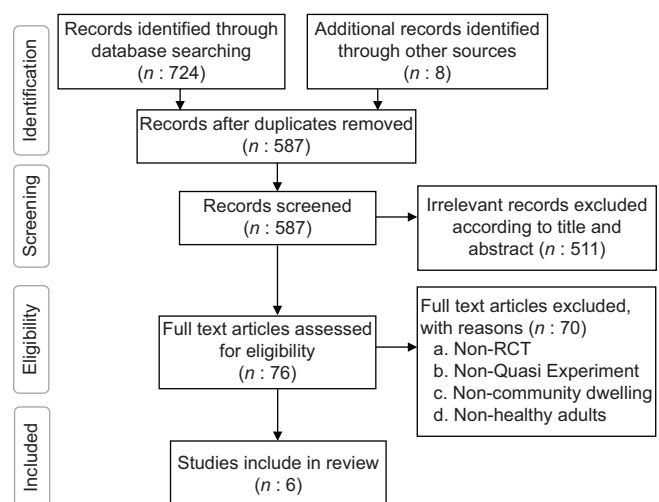 Identification
Records identified through
database searching
(n : 724)
Additional records identified
through other sources
(n : 8)
Records after duplicates removed
(n : 587)
Screening
Records screened
(n : 587)
Irrelevant records excluded
according to title and
abstract (n : 511)
Eligibility
Full text articles assessed
for eligibility
(n : 76)
Full text articles excluded,
with reasons (n : 70)
a. Non-RCT
b. Non-Quasi Experiment
c. Non-community dwelling
d. Non-healthy adults
Included
Studies include in review
(n : 6)